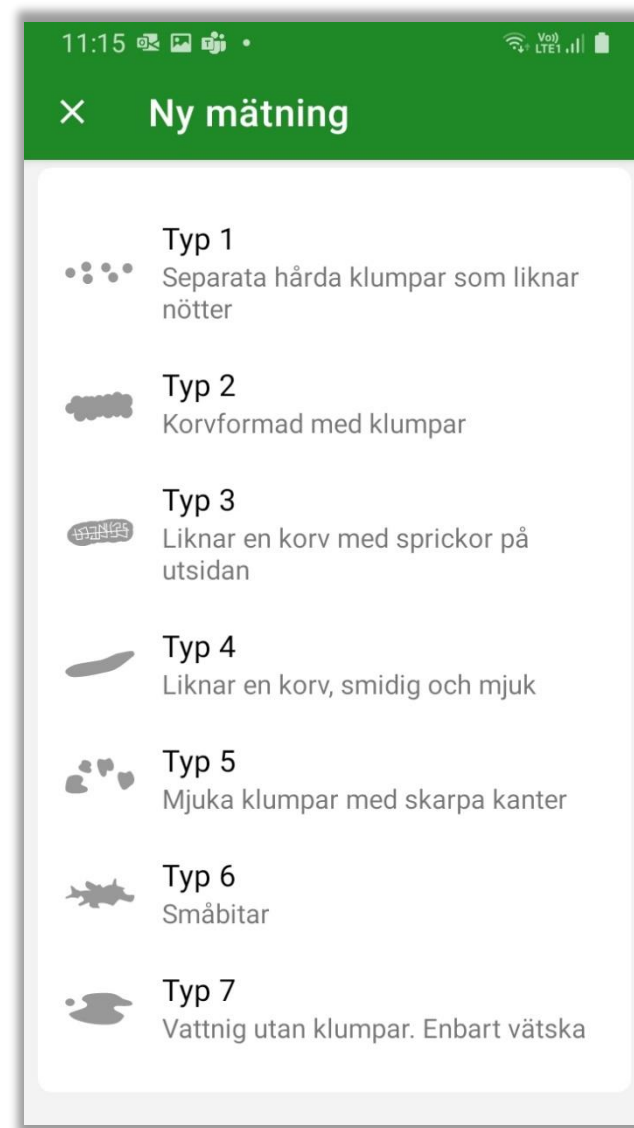 11:15
Vo))
LTE1
Ny mätning
Typ 1
Separata hårda klumpar som liknar
nötter
Typ 2
Korvformad med klumpar
Typ 3
Liknar en korv med sprickor på
utsidan
Typ 4
Liknar en korv, smidig och mjuk
Typ 5
Mjuka klumpar med skarpa kanter
Typ 6
Småbitar
Typ 7
Vattnig utan klumpar. Enbart vätska